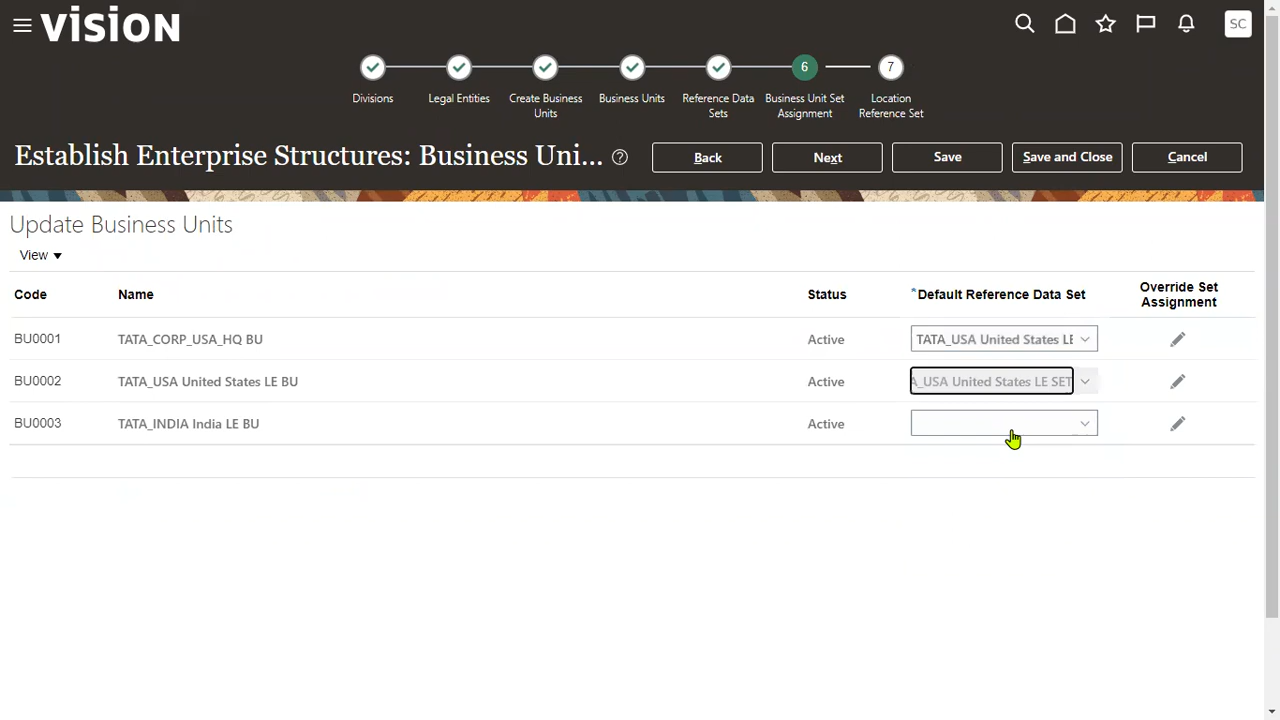 vision
SC
6
7
Divisions
Legal Entities
Create Business
Units
Business Units
Reference Data
Sets
Business Unit Set
Assignment
Location
Reference Set
Establish Enterprise Structures: Business Uni...
?
Back
Next
Save
Save and Close
Cancel
Update Business Units
View
Code
Name
Status
*Default Reference Data Set
Override Set
Assignment
BU0001
TATA_CORP_USA_HQ BU
Active
TATA_USA United States LE
BU0002
TATA_USA United States LE BU
Active
A_USA United States LE SET
BU0003
TATA_INDIA India LE BU
Active